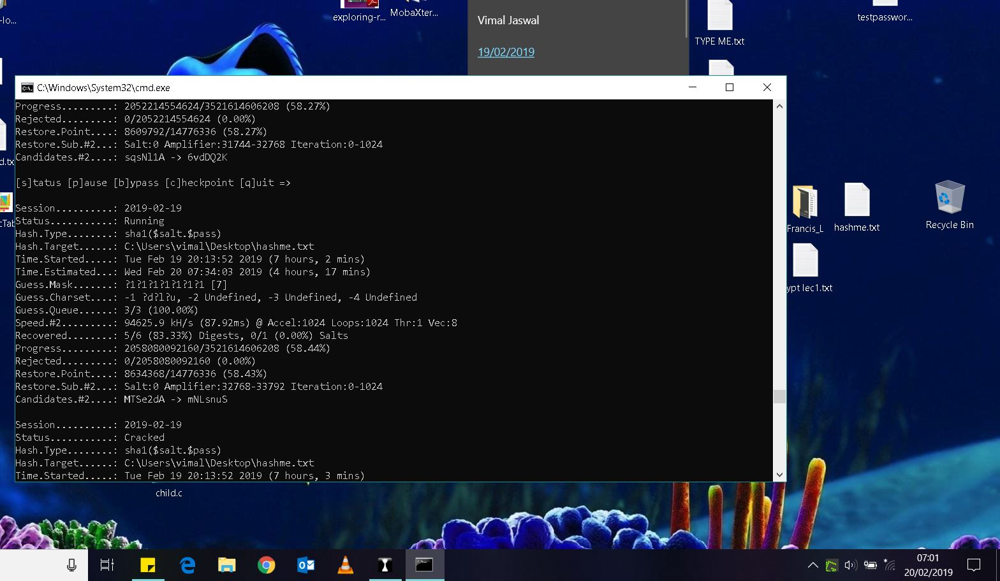 -lo...
exploring-r...
MobaXter...
Vimal Jaswal
19/02/2019
TYPE ME.txt
testpasswor...
C:\Windows\System32\cmd.exe
Progress.........: 2052214554624/3521614606208 (58.27%)
Rejected.........: 0/2052214554624 (0.00%)
Restore.Point....: 8609792/14776336 (58.27%)
Restore.Sub.#2...: Salt:0 Amplifier:31744-32768 Iteration:0-1024
Candidates.#2....: sqsNl1A -> 6vdDQ2K
[s]tatus [p]ause [b]ypass [c]heckpoint [q]uit =>
Session..........: 2019-02-19
Status...........: Running
Hash.Type........: sha1($salt.$pass)
Hash.Target......: C:\Users\vimal\Desktop\hashme.txt
Time.Started.....: Tue Feb 19 20:13:52 2019 (7 hours, 2 mins)
Time.Estimated...: Wed Feb 20 07:34:03 2019 (4 hours, 17 mins)
Guess.Mask.......: ?1?1?1?1?1?1?1 [7]
Guess.Charset....: -1 ?d?l?u, -2 Undefined, -3 Undefined, -4 Undefined
Guess.Queue......: 3/3 (100.00%)
Speed.#2.........: 94625.9 kH/s (87.92ms) @ Accel:1024 Loops:1024 Thr:1 Vec:8
Recovered........: 5/6 (83.33%) Digests, 0/1 (0.00%) Salts
Progress.........: 2058080092160/3521614606208 (58.44%)
Rejected.........: 0/2058080092160 (0.00%)
Restore.Point....: 8634368/14776336 (58.43%)
Restore.Sub.#2...: Salt:0 Amplifier:32768-33792 Iteration:0-1024
Candidates.#2....: MTSe2dA -> mNLsnuS
Session..........: 2019-02-19
Status...........: Cracked
Hash.Type........: sha1($salt.$pass)
Hash.Target......: C:\Users\vimal\Desktop\hashme.txt
Time.Started.....: Tue Feb 19 20:13:52 2019 (7 hours, 3 mins)
d.tx
cTab
Francis_L
hashme.txt
Recycle Bin
ypt lec1.txt
child.c
07:01
20/02/2019